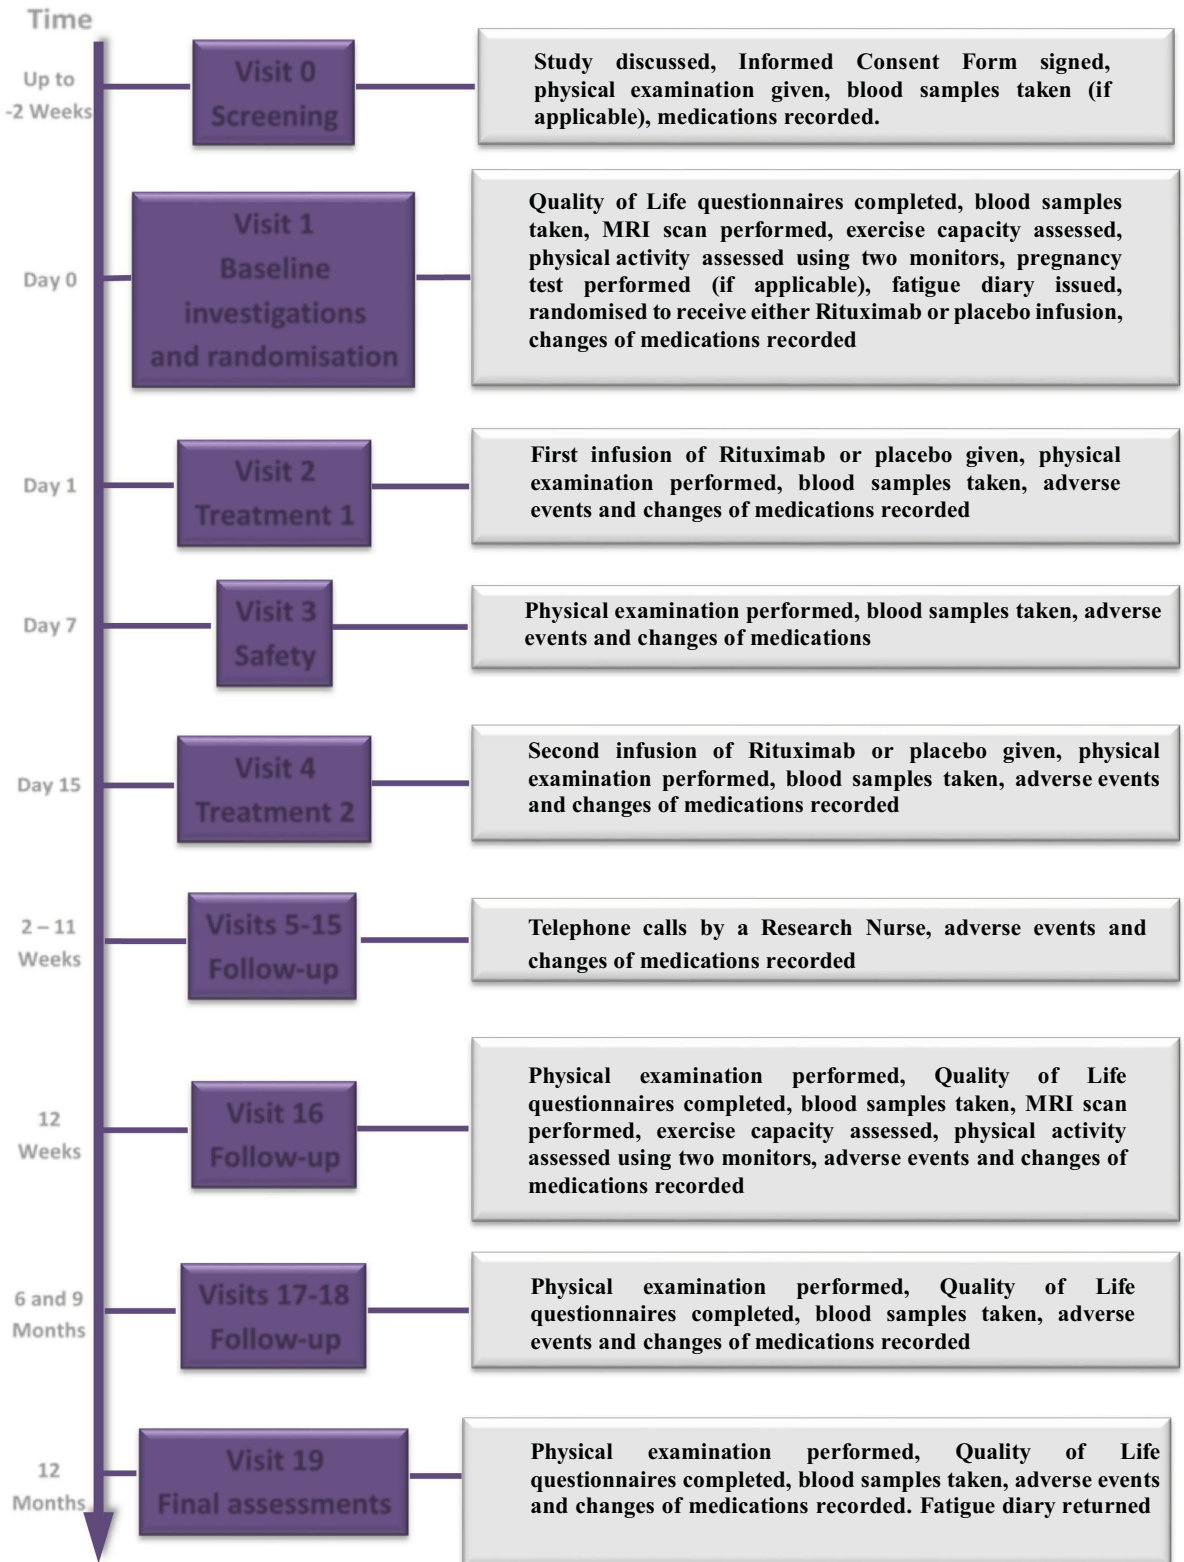 Time
Up to
-2 Weeks
Visit 0
Screening
Study discussed, Informed Consent Form signed,
physical examination given, blood samples taken (if
applicable), medications recorded.
Day 0
Visit 1
Baseline
investigations
and randomisation
Quality of Life questionnaires completed, blood samples
taken, MRI scan performed, exercise capacity assessed,
physical activity assessed using two monitors, pregnancy
test performed (if applicable), fatigue diary issued,
randomised to receive either Rituximab or placebo infusion,
changes of medications recorded
Day 1
Visit 2
Treatment 1
First infusion of Rituximab or placebo given, physical
examination performed, blood samples taken, adverse
events and changes of medications recorded
Day 7
Visit 3
Safety
Physical examination performed, blood samples taken, adverse
events and changes of medications
Day 15
Visit 4
Treatment 2
Second infusion of Rituximab or placebo given, physical
examination performed, blood samples taken, adverse events
and changes of medications recorded
2 – 11
Weeks
Visits 5-15
Follow-up
Telephone calls by a Research Nurse, adverse events and
changes of medications recorded
12
Weeks
Visit 16
Follow-up
Physical examination performed, Quality of Life
questionnaires completed, blood samples taken, MRI scan
performed, exercise capacity assessed, physical activity
assessed using two monitors, adverse events and changes of
medications recorded
6 and 9
Months
Visits 17-18
Follow-up
Physical examination performed, Quality of Life
questionnaires completed, blood samples taken, adverse
events and changes of medications recorded
12
Months
Visit 19
Final assessments
Physical examination performed, Quality of Life
questionnaires completed, blood samples taken, adverse events
and changes of medications recorded. Fatigue diary returned